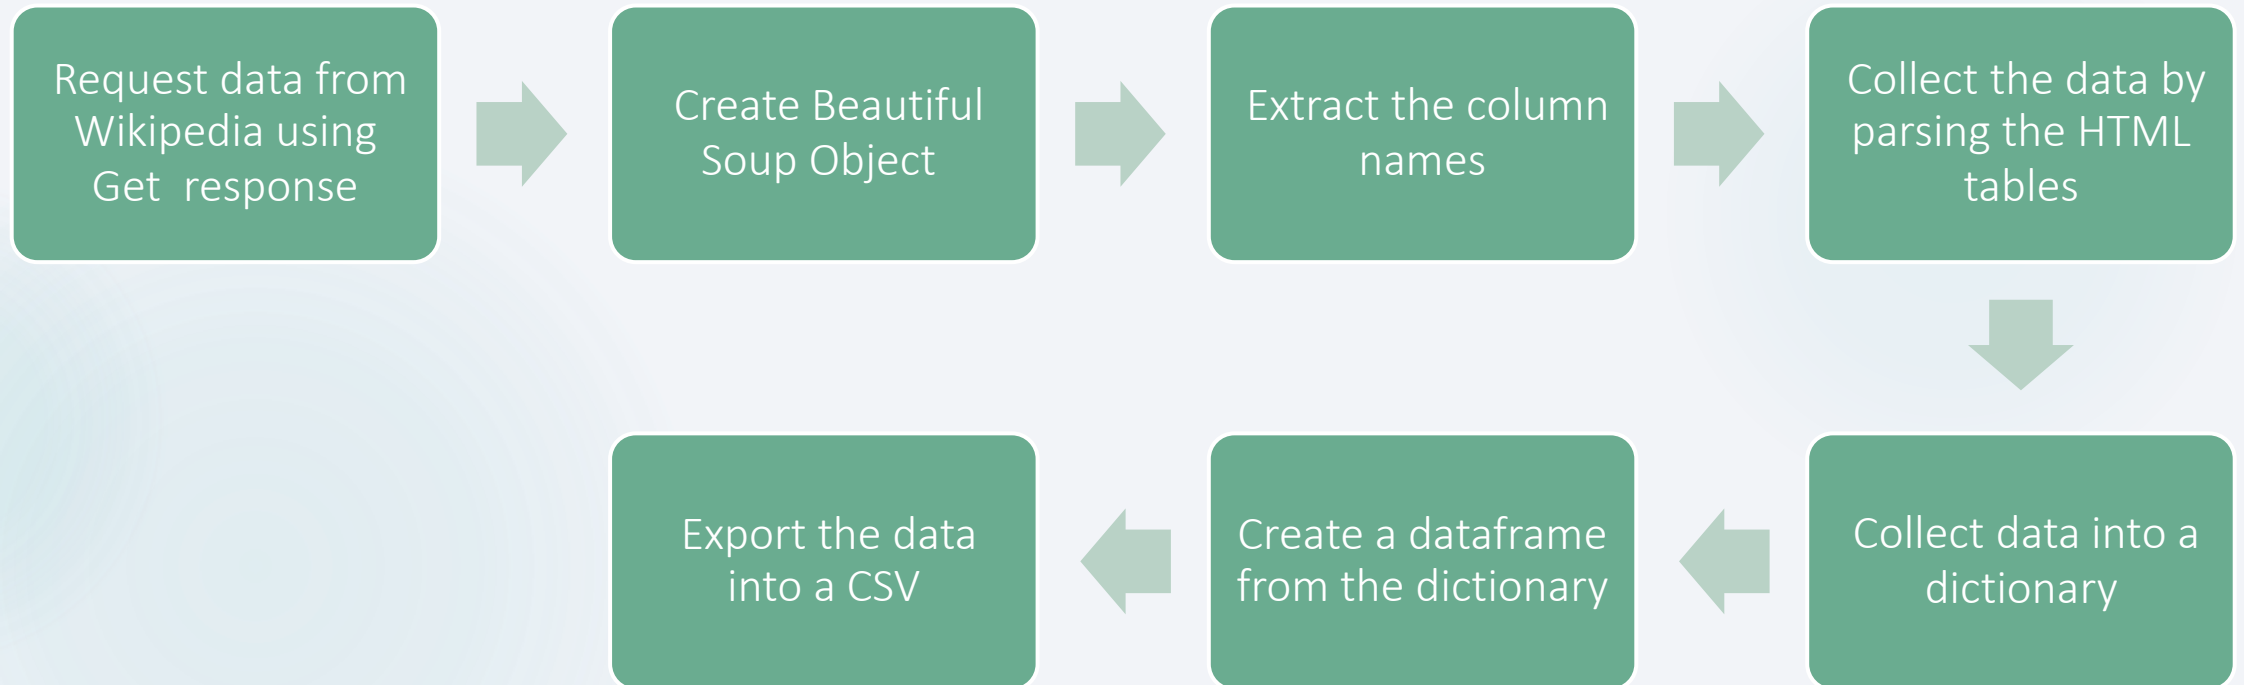 Request data from
Wikipedia using
Get  response
Create Beautiful
Soup Object
Extract the column
names
Collect the data by
parsing the HTML
tables
Collect data into a
dictionary
Create a dataframe
from the dictionary
Export the data
into a CSV